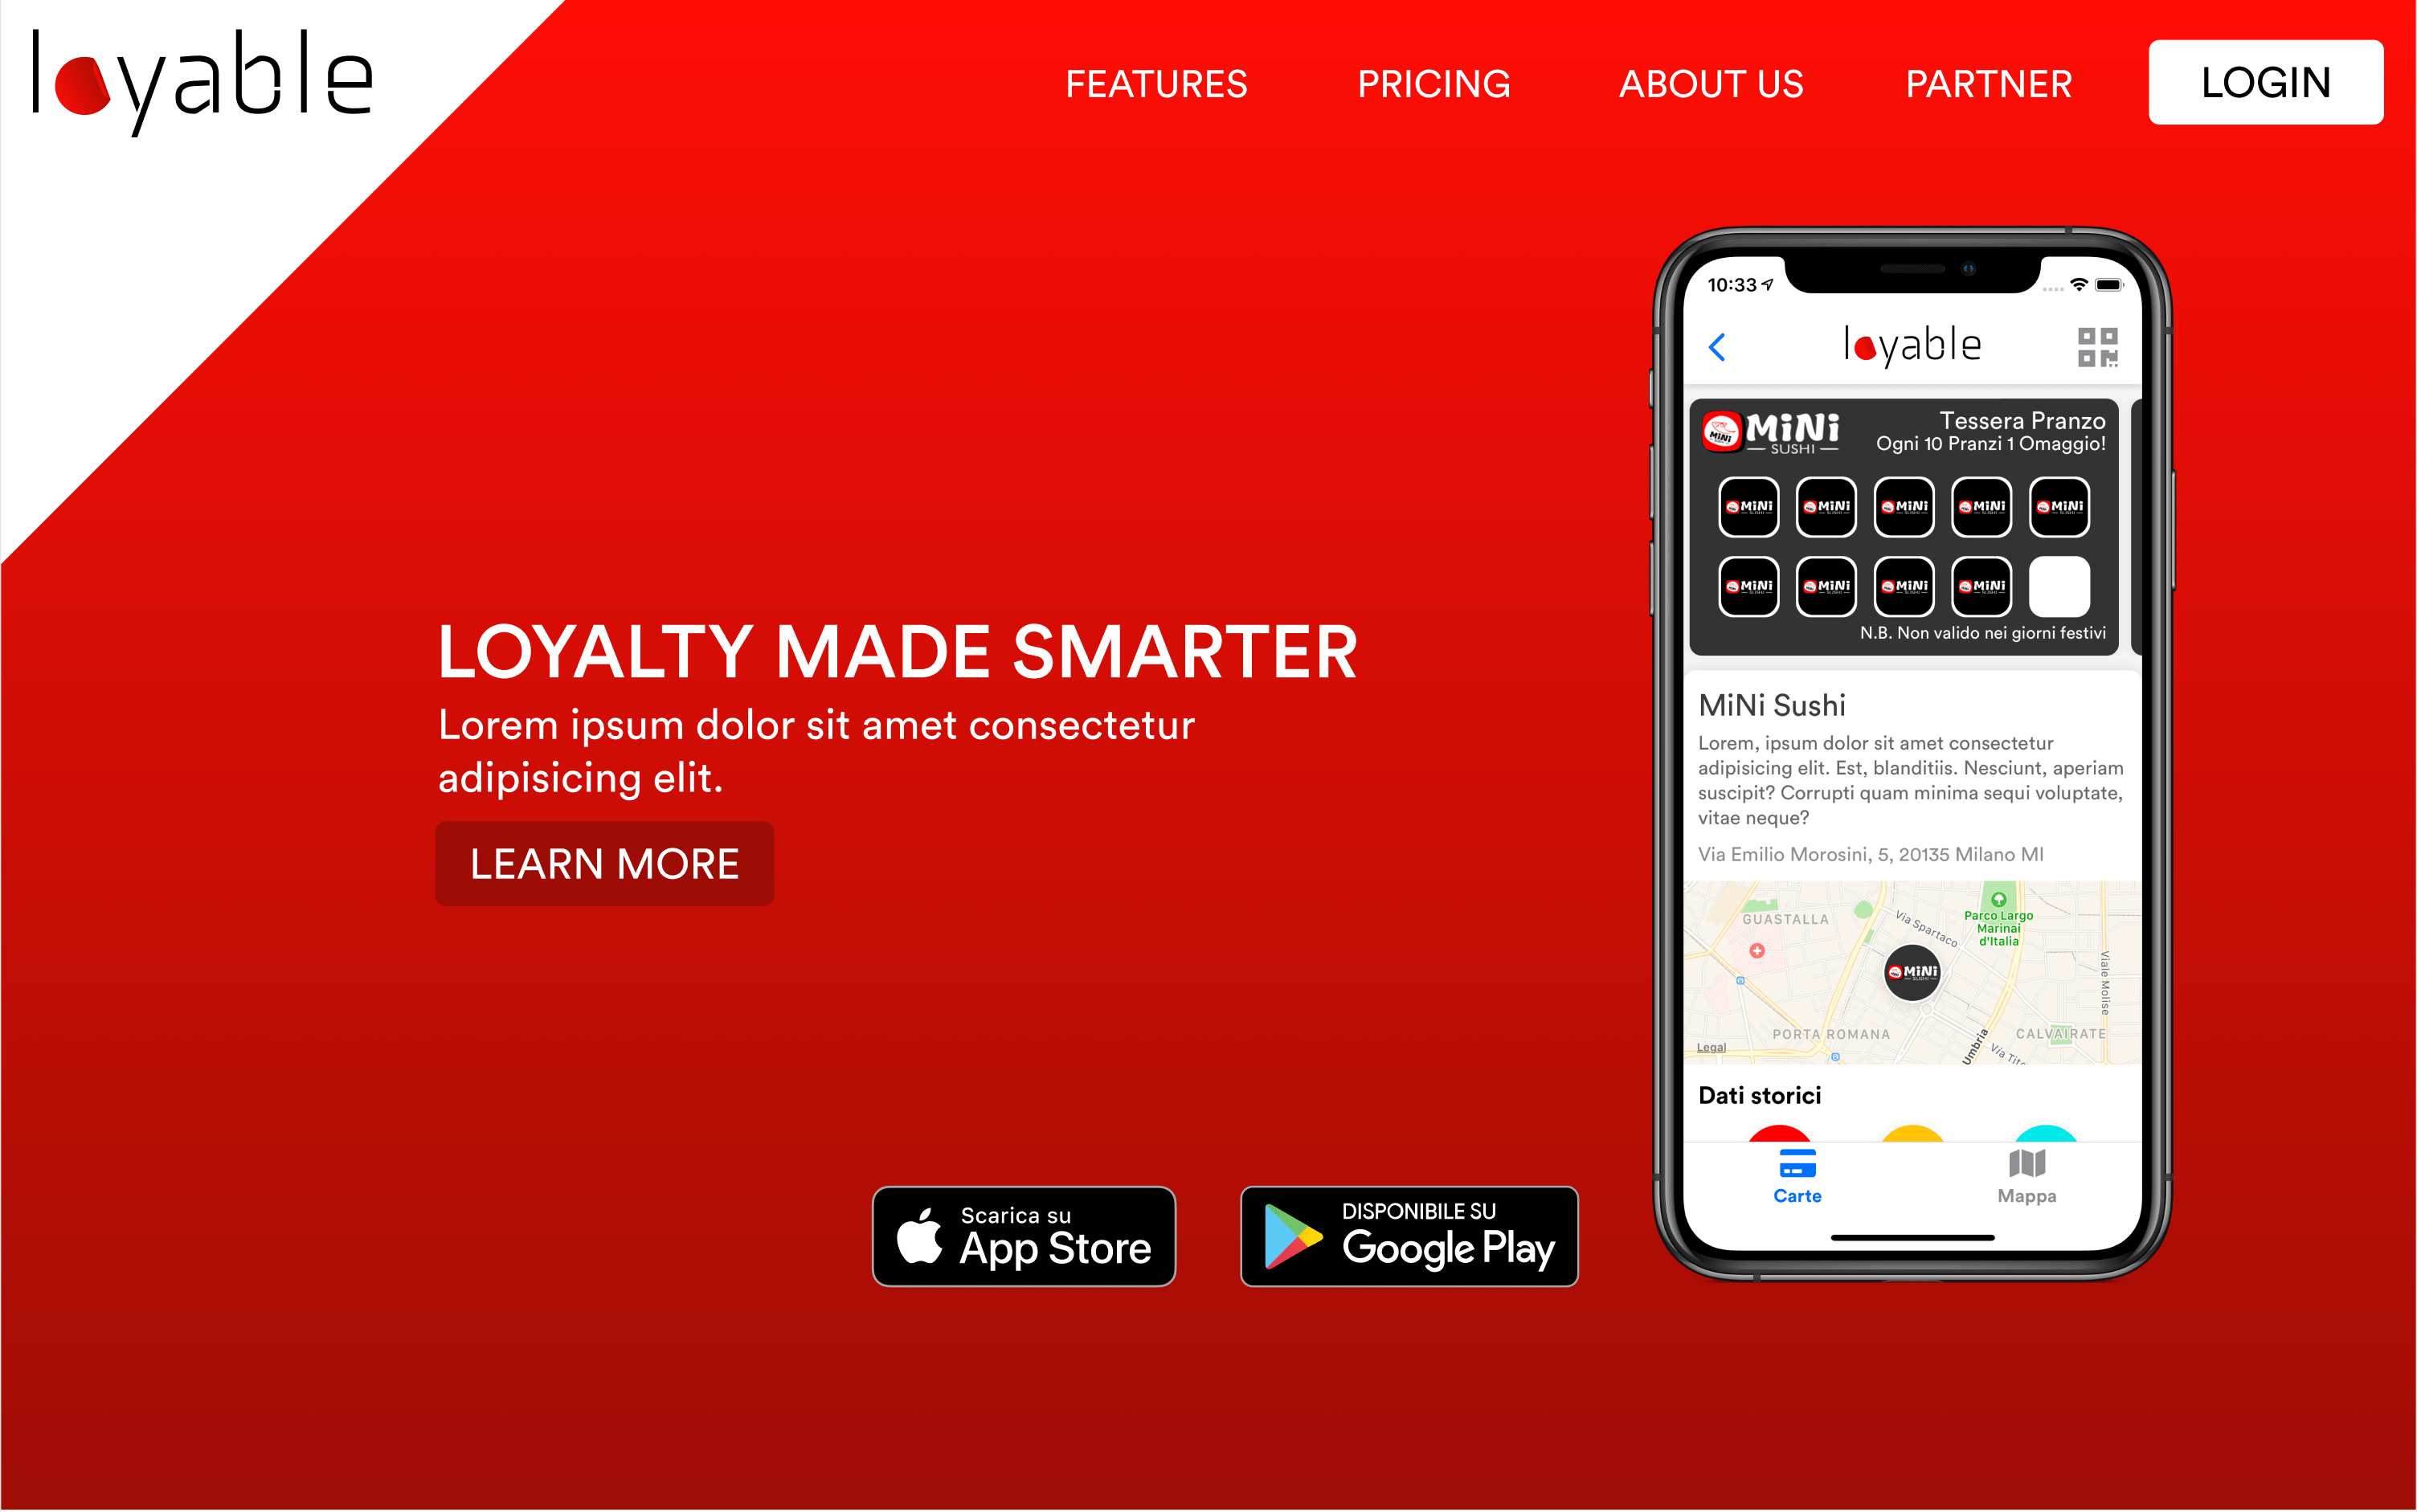 loyable
FEATURES
PRICING
ABOUT US
PARTNER
LOGIN
LOYALTY MADE SMARTER
Lorem ipsum dolor sit amet consectetur
adipisicing elit.
LEARN MORE
Scarica su
App Store
DISPONIBILE SU
Google Play
10:33
loyable
MiNi
SUSHI
Tessera Pranzo
Ogni 10 Pranzi 1 Omaggio!
MiNi
MiNi
MiNi
MiNi
MiNi
MiNi
MiNi
MiNi
MiNi
N.B. Non valido nei giorni festivi
MiNi Sushi
Lorem, ipsum dolor sit amet consectetur
adipisicing elit. Est, blanditiis. Nesciunt, aperiam
suscipit? Corrupti quam minima sequi voluptate,
vitae neque?
Via Emilio Morosini, 5, 20135 Milano MI
GUASTALLA
Via Spartaco
Parco Largo
Marinai
d'Italia
MiNi
Viale Molise
PORTA ROMANA
Umbria
CALVAIRATE
Via Tito
Legal
Dati storici
Carte
Mappa